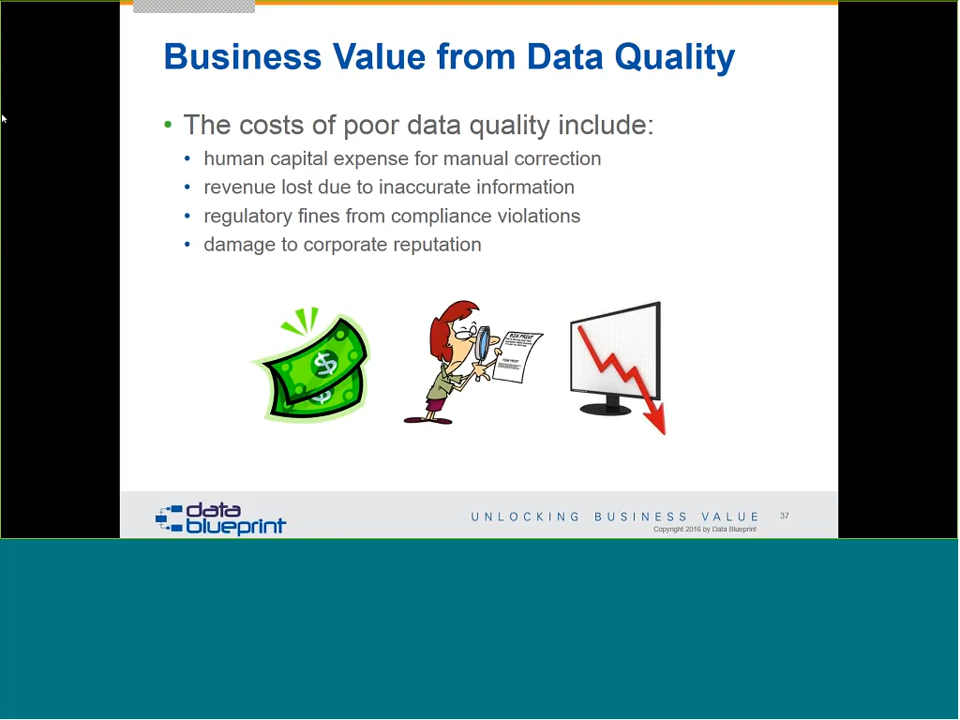 Business Value from Data Quality
• The costs of poor data quality include:
• human capital expense for manual correction
• revenue lost due to inaccurate information
• regulatory fines from compliance violations
• damage to corporate reputation
$
$
data
blueprint
UNLOCKING BUSINESS VALUE
37
Copyright 2016 by Data Blueprint